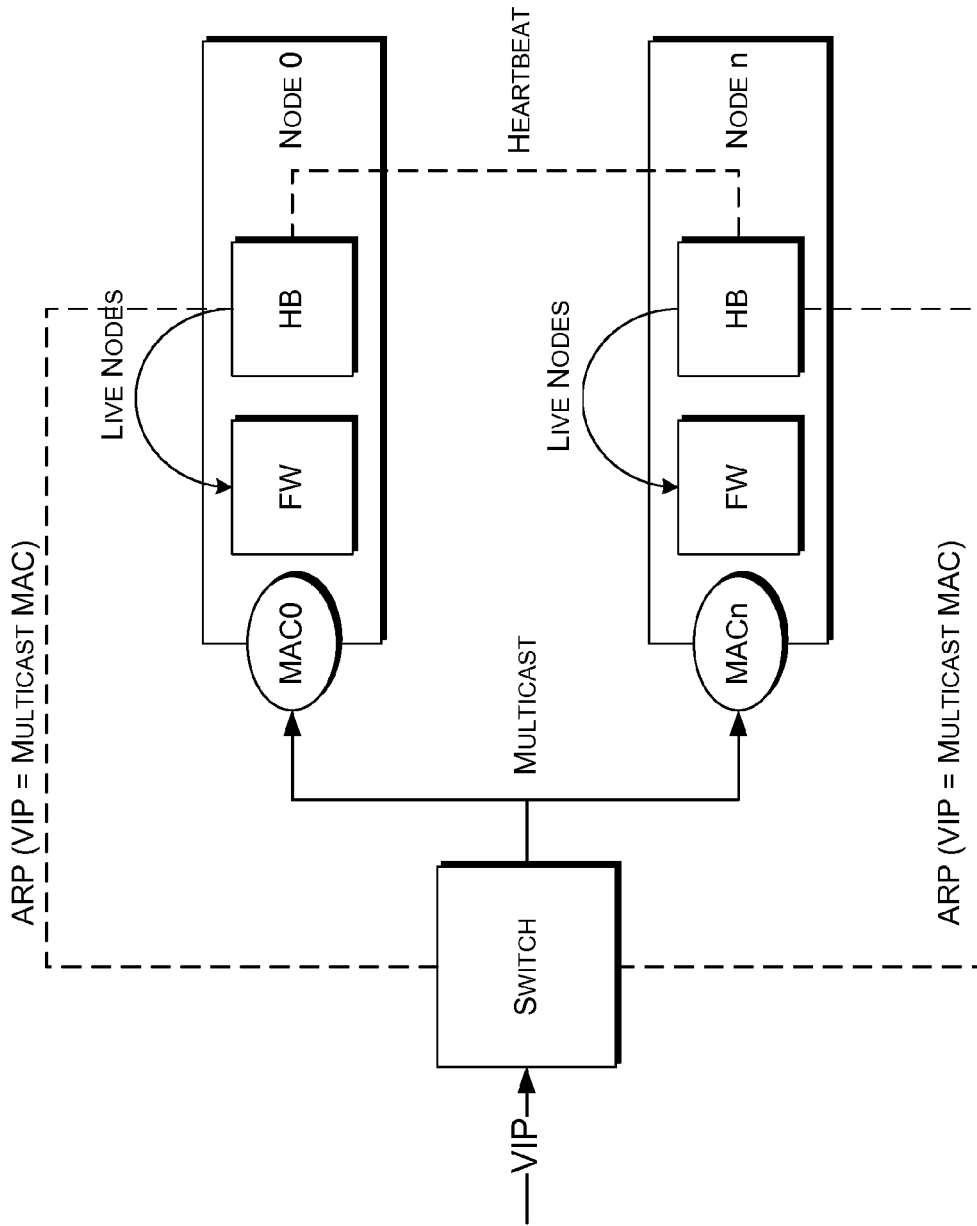 ARP (VIP = MULTICAST MAC)
LIVE NODES
NODE 0
MAC0
FW
HB
VIP
SWITCH
MULTICAST
HEARTBEAT
LIVE NODES
NODE n
MACn
FW
HB
ARP (VIP = MULTICAST MAC)